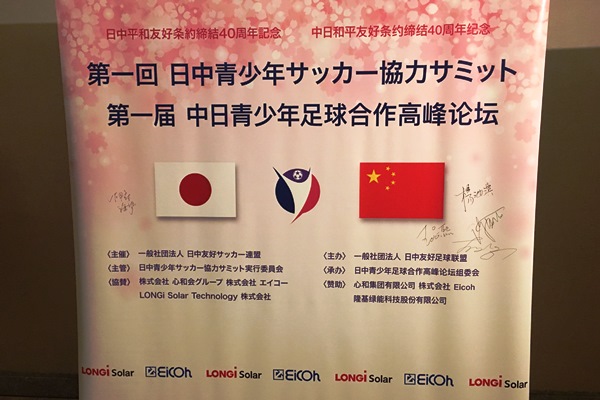 日中平和友好条約締結40周年記念 中日和平友好条约缔结40周年纪念
第一回 日中青少年サッカー協力サミット
第一届 中日青少年足球合作高峰论坛
〈主催〉 一般社団法人 日中友好サッカー連盟
〈主管〉 日中青少年サッカー協力サミット実行委員会
〈協賛〉 株式会社 心和会グループ 株式会社 エイコー
LONGi Solar Technology 株式会社
〈主办〉 一般社团法人 日中友好足球联盟
〈承办〉 日中青少年足球合作高峰论坛组委会
〈赞助〉 心和集团有限公司 株式会社 Eicoh
隆基绿能科技股份有限公司
LONGi Solar EiCOh LONGi Solar EiCOh LONGi Solar EiCOh LONGi Solar